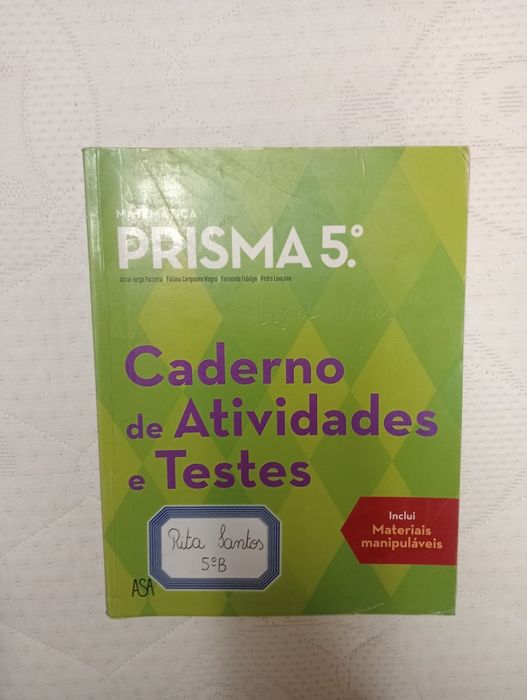 MATEMÁTICA
PRISMA 5.º
Artur Jorge Ferreira Fátima Cerqueira Magro Fernanda Fidalgo Pedro Louçano
Caderno
de Atividades
e Testes
Inclui
Materiais
manipuláveis
Rita Santos
5ºB
ASA